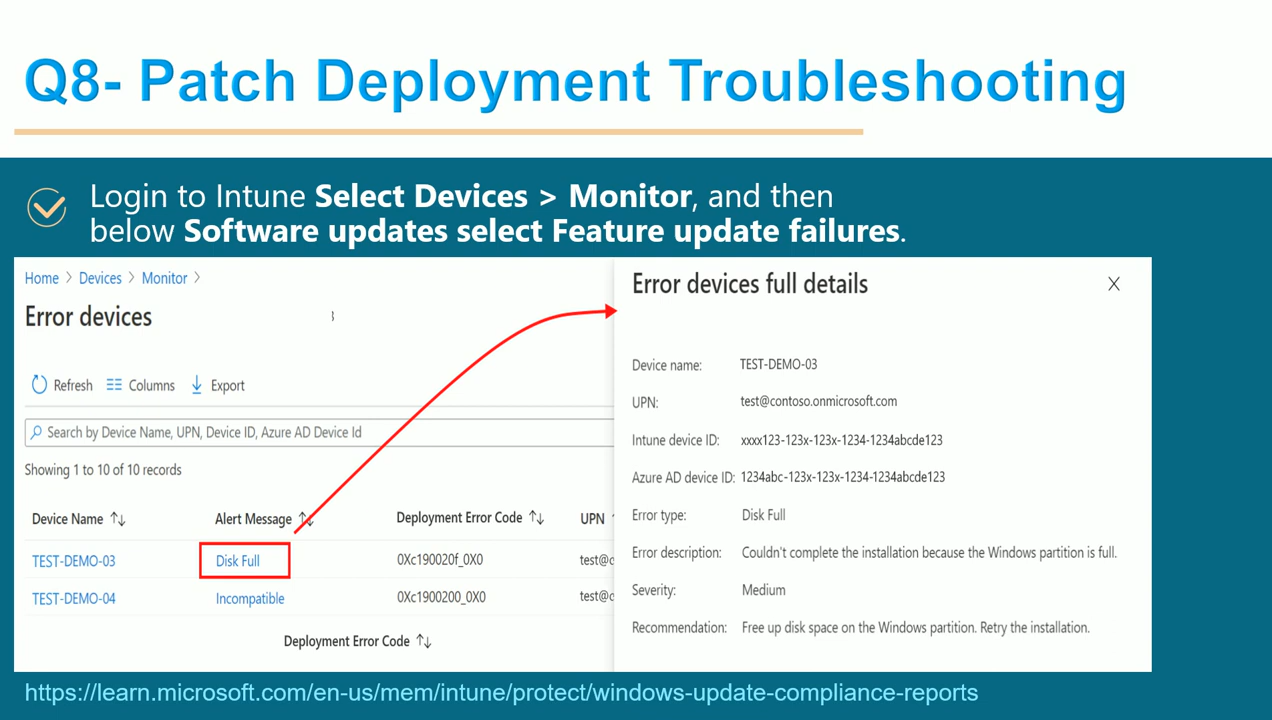 Q8- Patch Deployment Troubleshooting
Login to Intune Select Devices > Monitor, and then
below Software updates select Feature update failures.
Home > Devices > Monitor >
Error devices
Refresh Columns Export
Search by Device Name, UPN, Device ID, Azure AD Device Id
Showing 1 to 10 of 10 records
Device Name ↑↓ Alert Message ↑↓ Deployment Error Code ↑↓ UPN ↑
TEST-DEMO-03 Disk Full 0Xc190020f_0X0 test@c
TEST-DEMO-04 Incompatible 0Xc1900200_0X0 test@c
Deployment Error Code ↑↓
Error devices full details X
Device name: TEST-DEMO-03
UPN: test@contoso.onmicrosoft.com
Intune device ID: xxxx123-123x-123x-1234-1234abcde123
Azure AD device ID: 1234abc-123x-123x-1234-1234abcde123
Error type: Disk Full
Error description: Couldn't complete the installation because the Windows partition is full.
Severity: Medium
Recommendation: Free up disk space on the Windows partition. Retry the installation.
https://learn.microsoft.com/en-us/mem/intune/protect/windows-update-compliance-reports